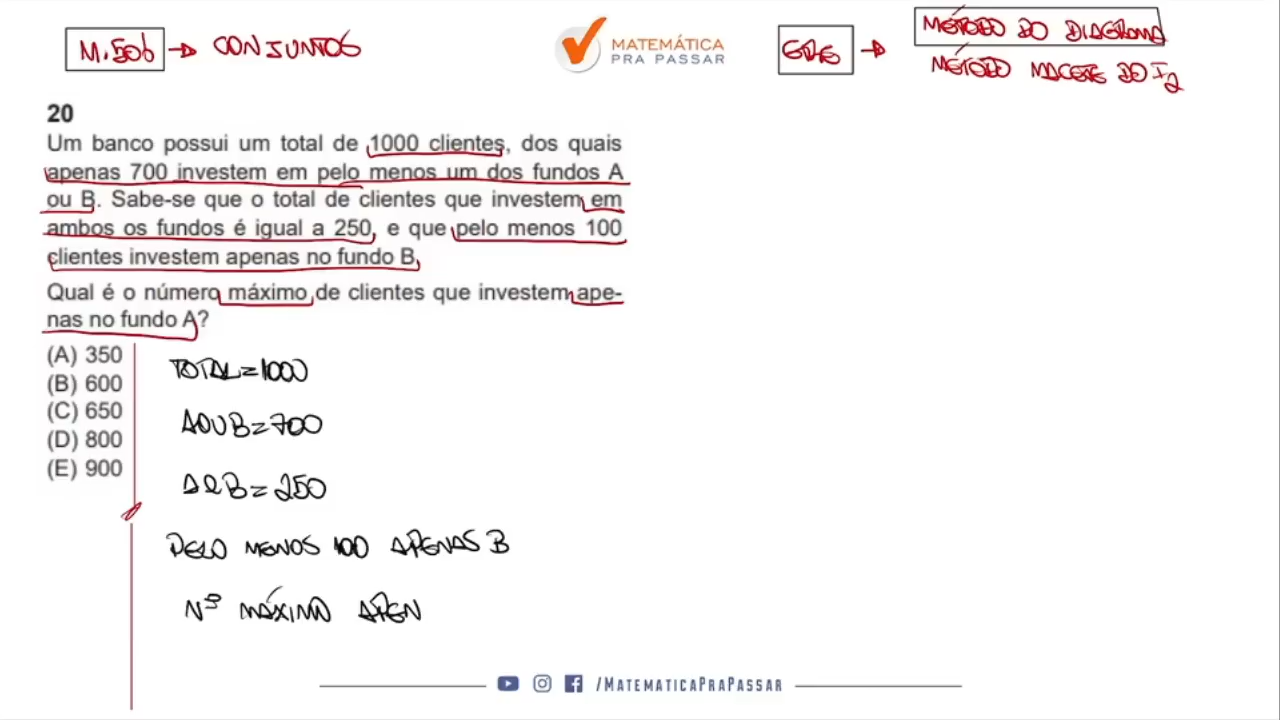 M.50b → CONJUNTOS
MATEMÁTICA
PRA PASSAR
→ MÉTODO DO DIAGRAMA
MÉTODO MACETE DO I2
20
Um banco possui um total de 1000 clientes, dos quais
apenas 700 investem em pelo menos um dos fundos A
ou B. Sabe-se que o total de clientes que investem em
ambos os fundos é igual a 250, e que pelo menos 100
clientes investem apenas no fundo B.
Qual é o número máximo de clientes que investem ape-
nas no fundo A?
(A) 350
(B) 600
(C) 650
(D) 800
(E) 900
TOTAL=1000
A OU B=700
A e B=250
PELO MENOS 100 APENAS B
Nº MÁXIMO APEN
/MATEMATICAPRAPASSAR